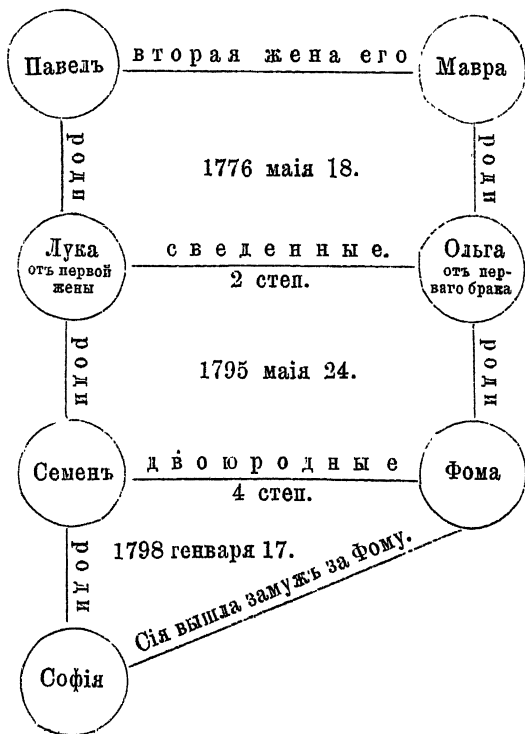 Павелъ
вторая жена его
Мавра
роди
1776 маія 18.
роди
Лука
отъ первой
жены
сведенные.
2 степ.
Ольга
отъ пер-
ваго брака
роди
1795 маія 24.
роди
Семенъ
двоюродные
4 степ.
Фома
роди
1798 генваря 17.
Сія вышла замужъ за Фому.
Софія